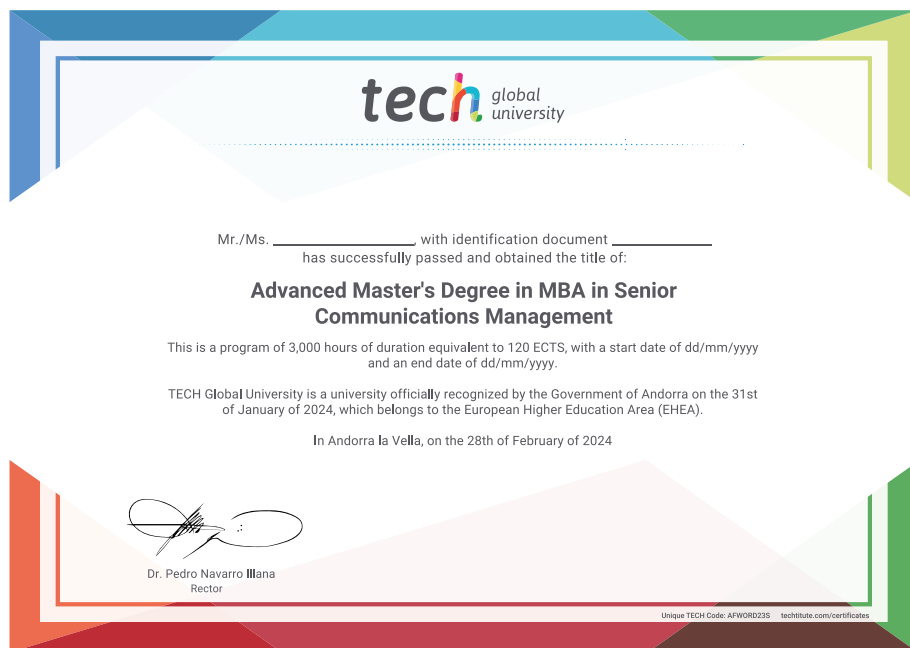 tech global
university
Mr./Ms. ________________, with identification document ____________
has successfully passed and obtained the title of:
Advanced Master's Degree in MBA in Senior
Communications Management
This is a program of 3,000 hours of duration equivalent to 120 ECTS, with a start date of dd/mm/yyyy
and an end date of dd/mm/yyyy.
TECH Global University is a university officially recognized by the Government of Andorra on the 31st
of January of 2024, which belongs to the European Higher Education Area (EHEA).
In Andorra la Vella, on the 28th of February of 2024
Dr. Pedro Navarro Illana
Rector
Unique TECH Code: AFWORD23S techtitute.com/certificates